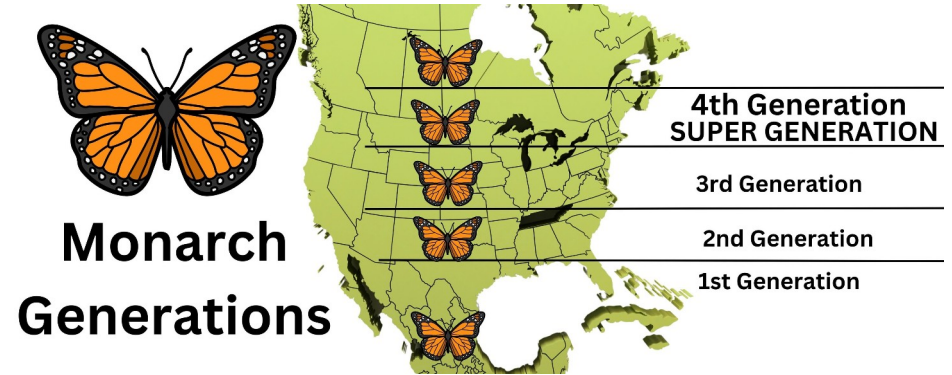 Monarch
Generations
4th Generation
SUPER GENERATION
3rd Generation
2nd Generation
1st Generation